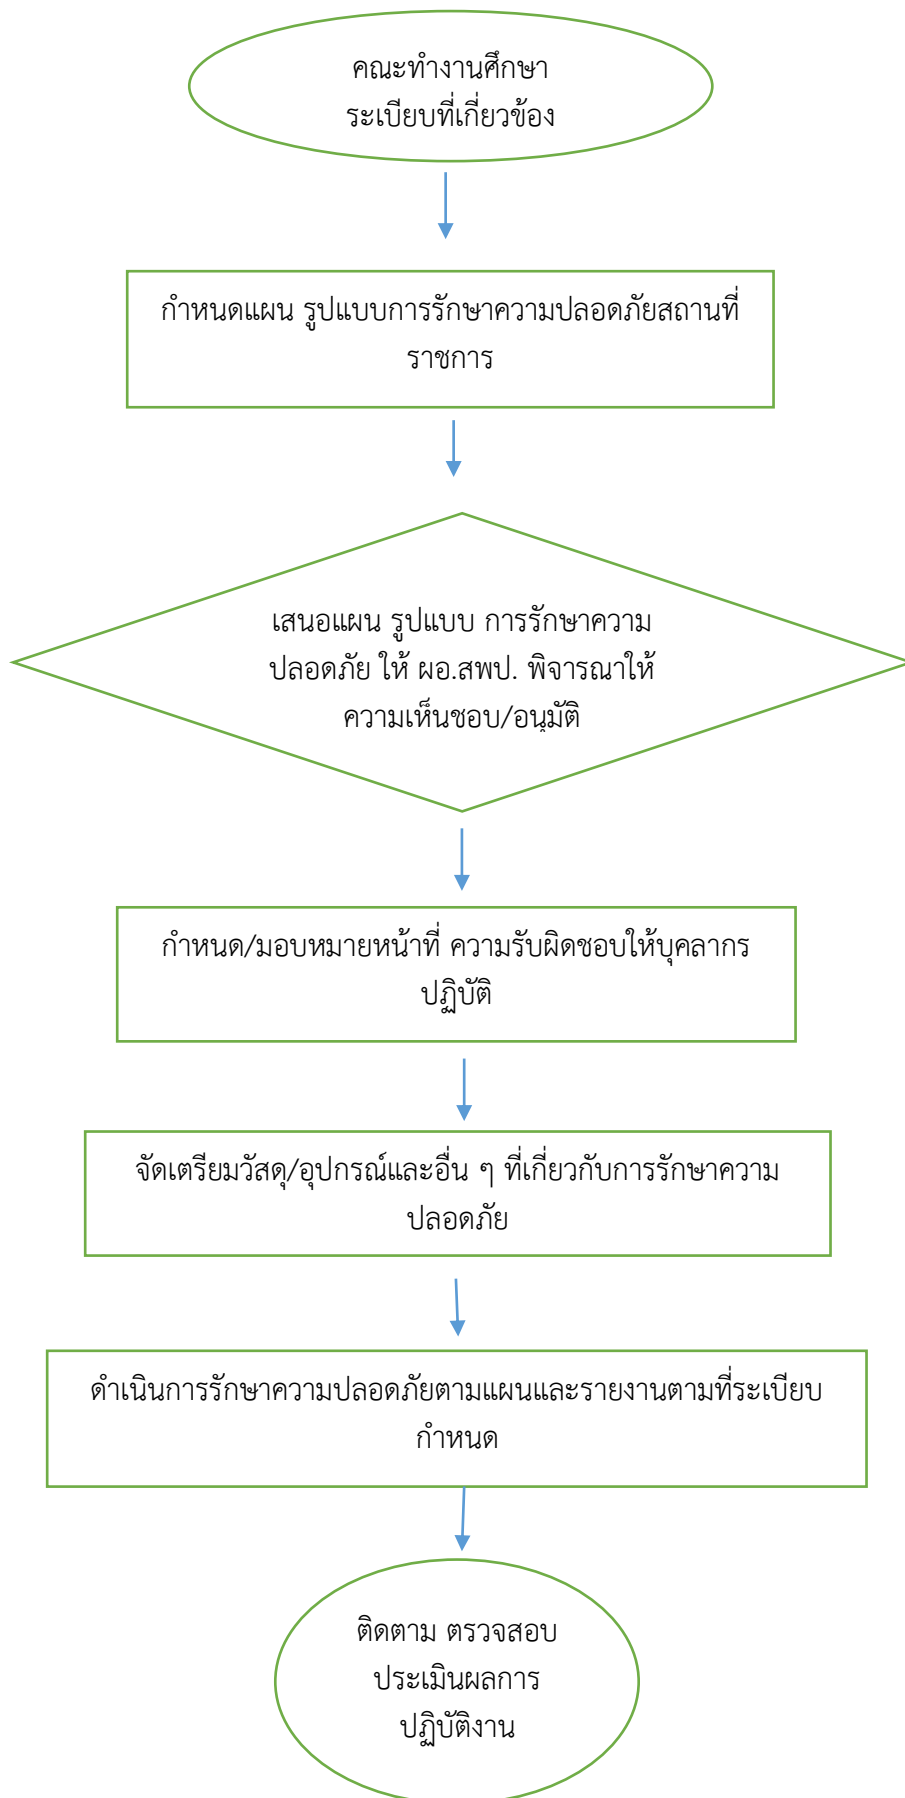 คณะทำงานศึกษา
ระเบียบที่เกี่ยวข้อง
กำหนดแผน รูปแบบการรักษาความปลอดภัยสถานที่
ราชการ
เสนอแผน รูปแบบ การรักษาความ
ปลอดภัย ให้ ผอ.สพป. พิจารณาให้
ความเห็นชอบ/อนุมัติ
กำหนด/มอบหมายหน้าที่ ความรับผิดชอบให้บุคลากร
ปฏิบัติ
จัดเตรียมวัสดุ/อุปกรณ์และอื่น ๆ ที่เกี่ยวกับการรักษาความ
ปลอดภัย
ดำเนินการรักษาความปลอดภัยตามแผนและรายงานตามที่ระเบียบ
กำหนด
ติดตาม ตรวจสอบ
ประเมินผลการ
ปฏิบัติงาน